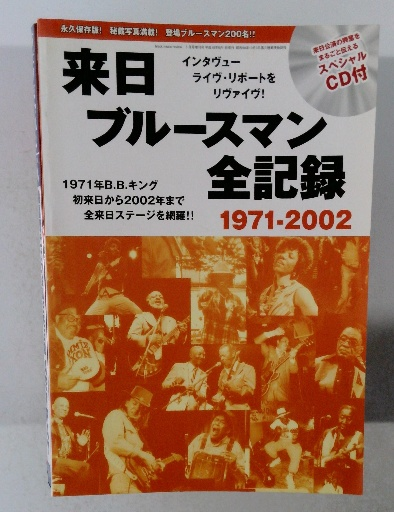 永久保存版! 秘蔵写真満載! 登場ブルースマン200名!!
来日公演の興奮を
まるごと伝える
スペシャル
CD付
来日
インタヴュー
ライヴ・リポートを
リヴァイヴ!
ブルースマン
全記録
1971年B.B.キング
初来日から2002年まで
全来日ステージを網羅!!
1971-2002